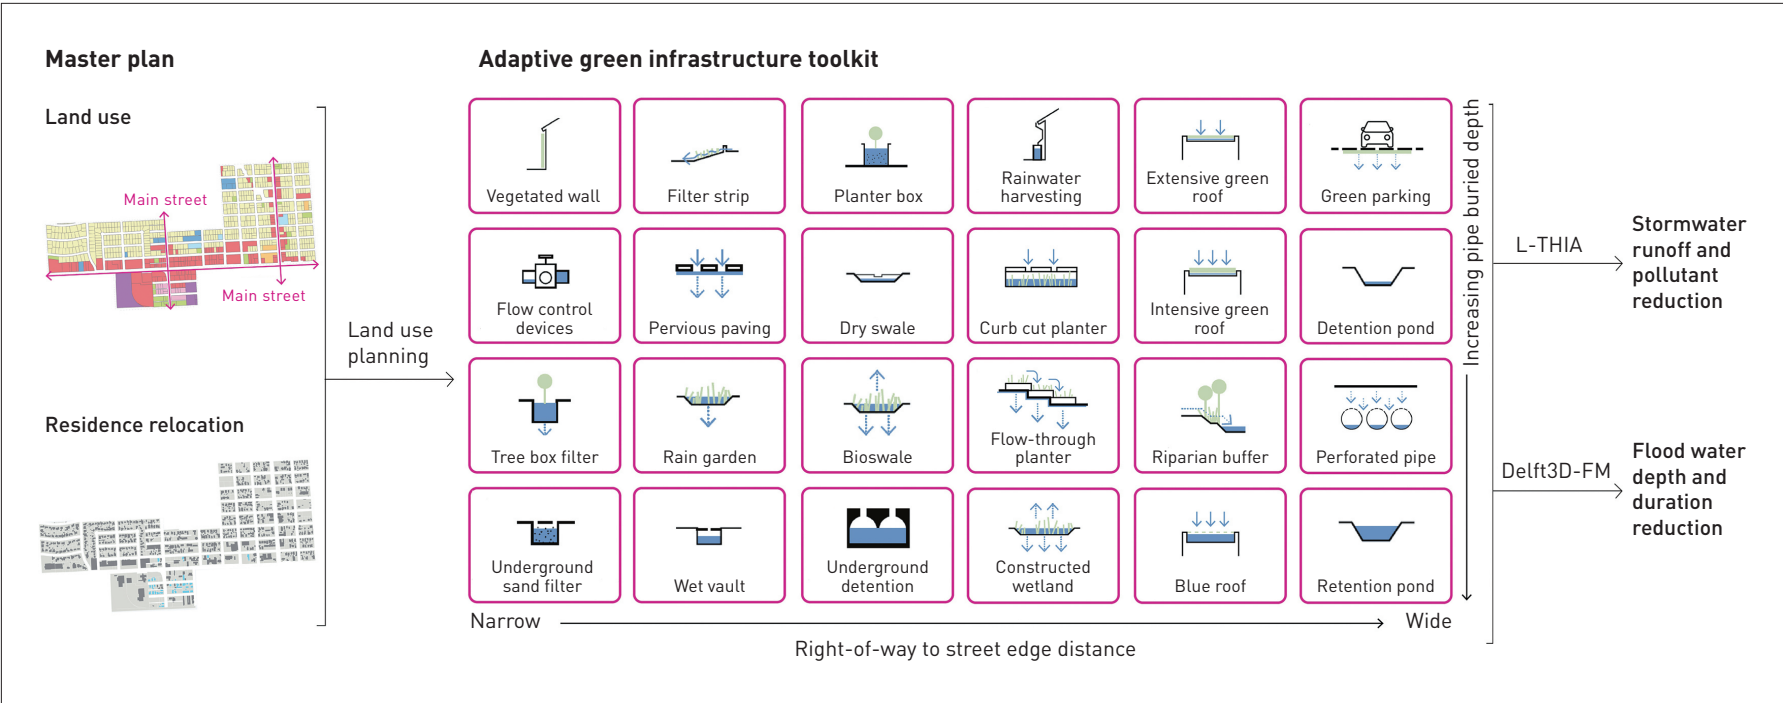 Master plan
Land use
Main street
Main street
Residence relocation
Land use
planning
Adaptive green infrastructure toolkit
Vegetated wall
Filter strip
Planter box
Rainwater
harvesting
Extensive green
roof
Green parking
Flow control
devices
Pervious paving
Dry swale
Curb cut planter
Intensive green
roof
Detention pond
Tree box filter
Rain garden
Bioswale
Flow-through
planter
Riparian buffer
Perforated pipe
Underground
sand filter
Wet vault
Underground
detention
Constructed
wetland
Blue roof
Retention pond
Narrow
Wide
Right-of-way to street edge distance
Increasing pipe buried depth
L-THIA
Stormwater
runoff and
pollutant
reduction
Delft3D-FM
Flood water
depth and
duration
reduction